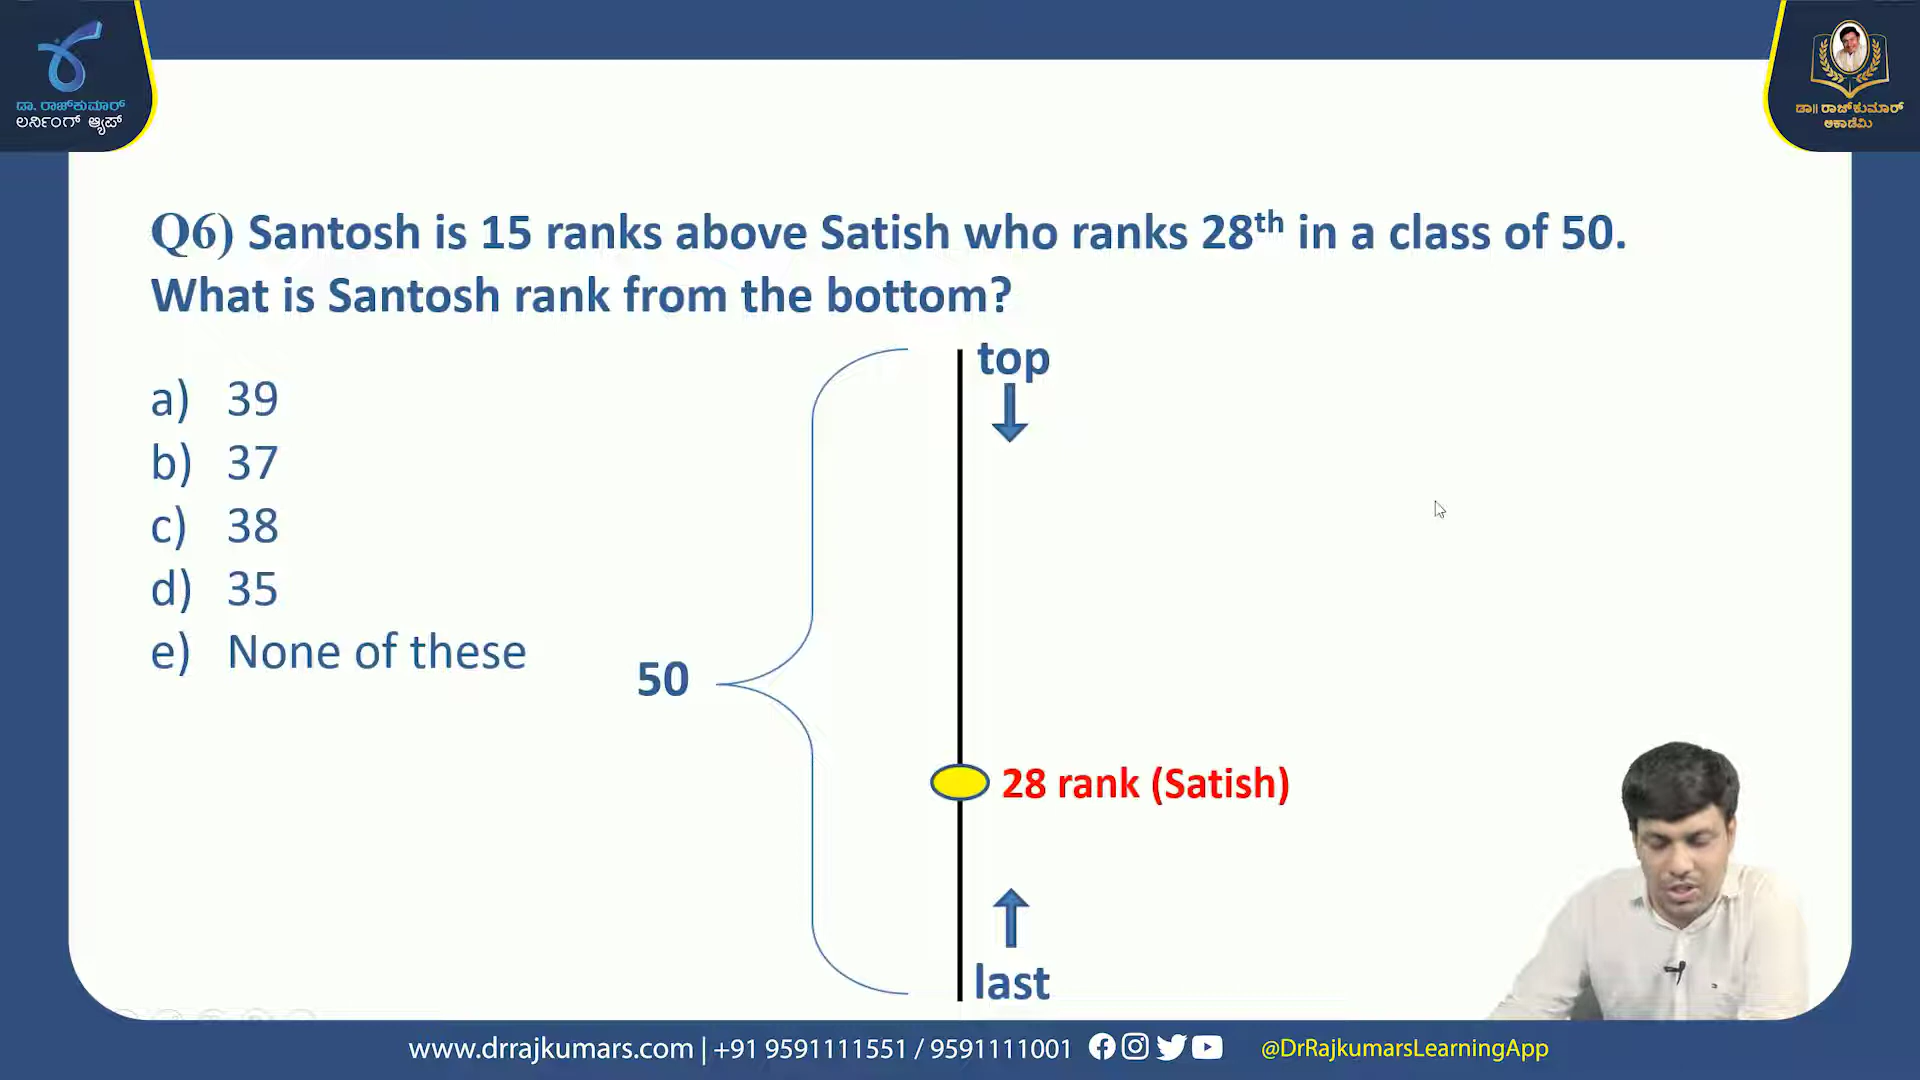 ಡಾ. ರಾಜ್‌ಕುಮಾರ್
ಲರ್ನಿಂಗ್ ಆ್ಯಪ್
ಡಾ|| ರಾಜ್‌ಕುಮಾರ್
ಅಕಾಡೆಮಿ
Q6) Santosh is 15 ranks above Satish who ranks 28th in a class of 50.
What is Santosh rank from the bottom?
a) 39
b) 37
c) 38
d) 35
e) None of these
top
50
28 rank (Satish)
last
www.drrajkumars.com | +91 9591111551 / 9591111001
@DrRajkumarsLearningApp